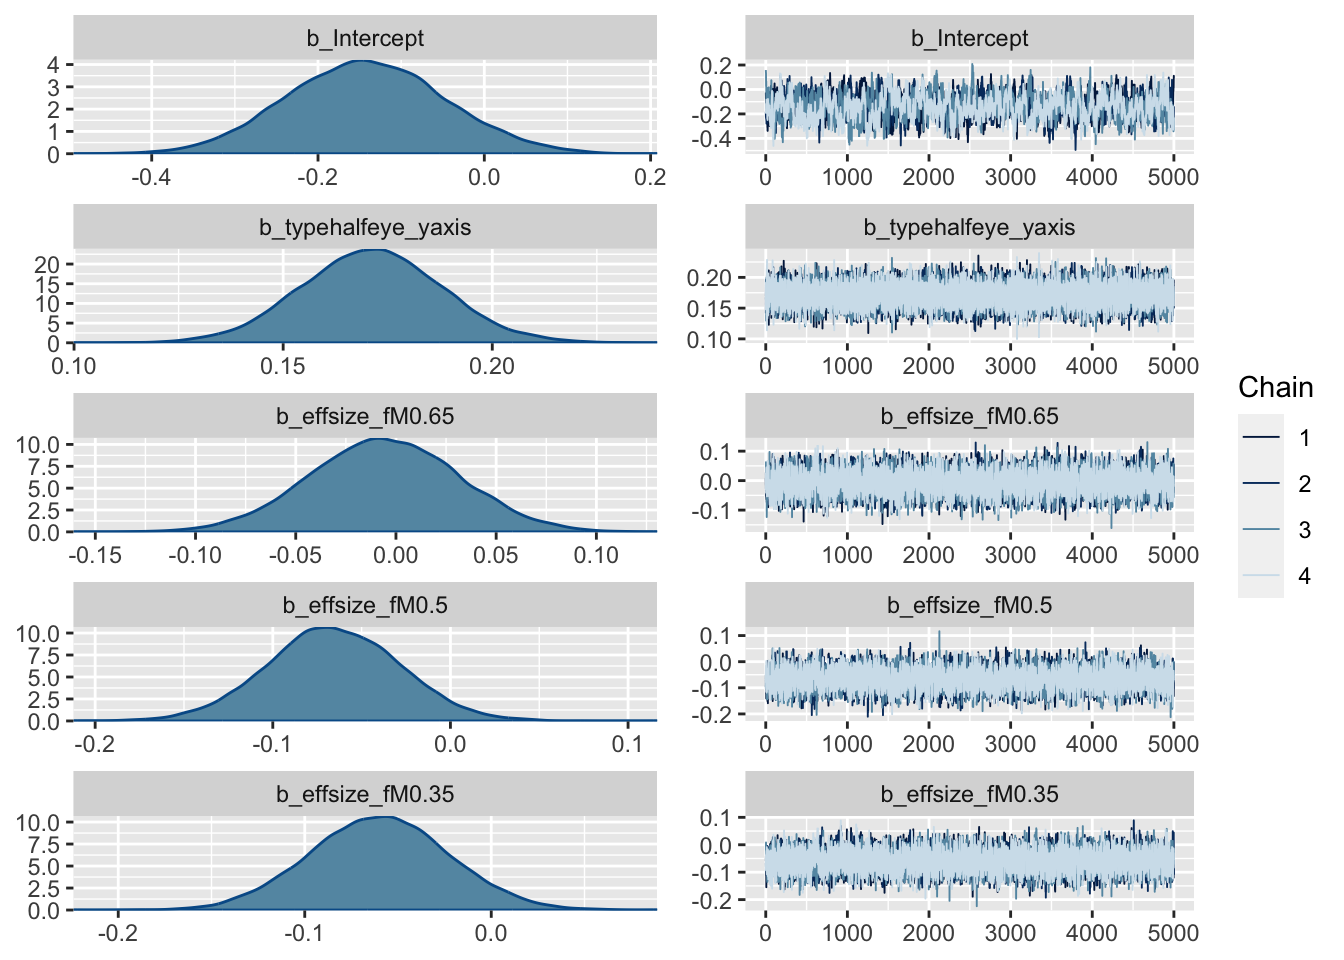 b_Intercept
4
3
2
1
0
-0.4 -0.2 0.0 0.2
b_Intercept
0.2
0.0
-0.2
-0.4
0 1000 2000 3000 4000 5000
b_typehalfeye_yaxis
20
15
10
5
0
0.10 0.15 0.20
b_typehalfeye_yaxis
0.20
0.15
0.10
0 1000 2000 3000 4000 5000
b_effsize_fM0.65
10.0
7.5
5.0
2.5
0.0
-0.15 -0.10 -0.05 0.00 0.05 0.10
b_effsize_fM0.65
0.1
0.0
-0.1
0 1000 2000 3000 4000 5000
b_effsize_fM0.5
10.0
7.5
5.0
2.5
0.0
-0.2 -0.1 0.0 0.1
b_effsize_fM0.5
0.1
0.0
-0.1
-0.2
0 1000 2000 3000 4000 5000
b_effsize_fM0.35
10.0
7.5
5.0
2.5
0.0
-0.2 -0.1 0.0
b_effsize_fM0.35
0.1
0.0
-0.1
-0.2
0 1000 2000 3000 4000 5000
Chain
1
2
3
4